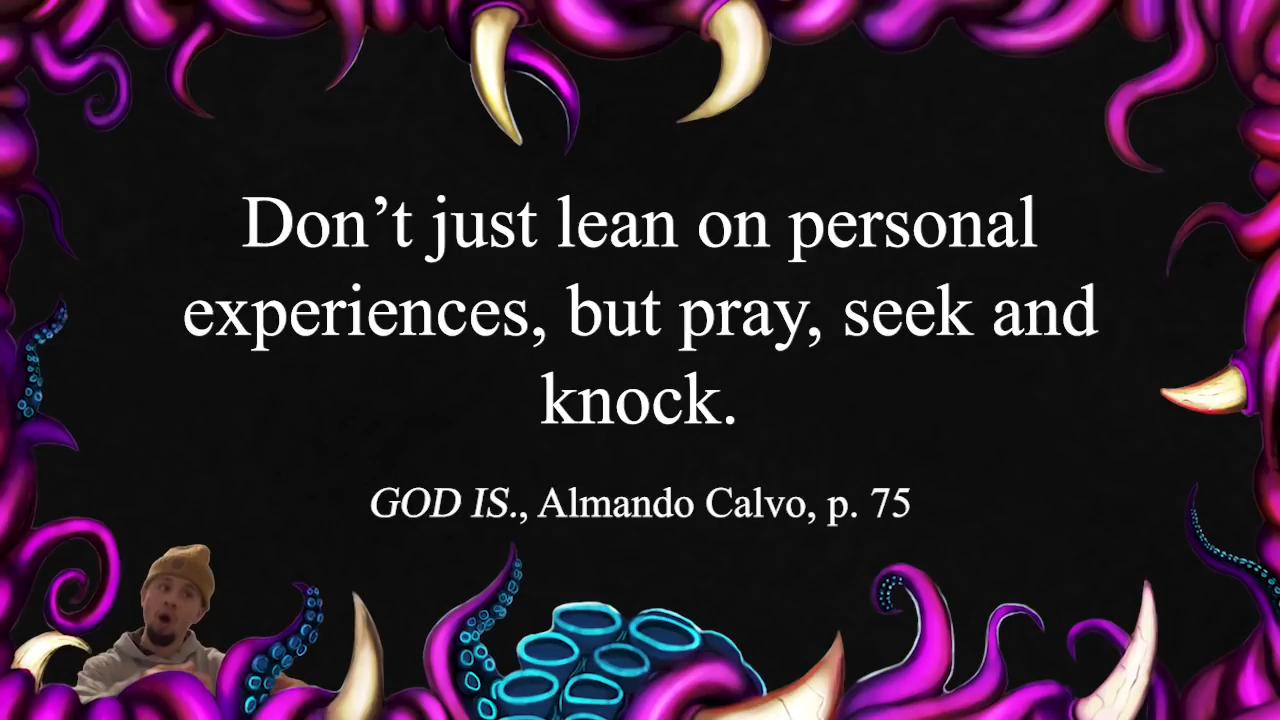 Don’t just lean on personal
experiences, but pray, seek and
knock.
GOD IS., Almando Calvo, p. 75